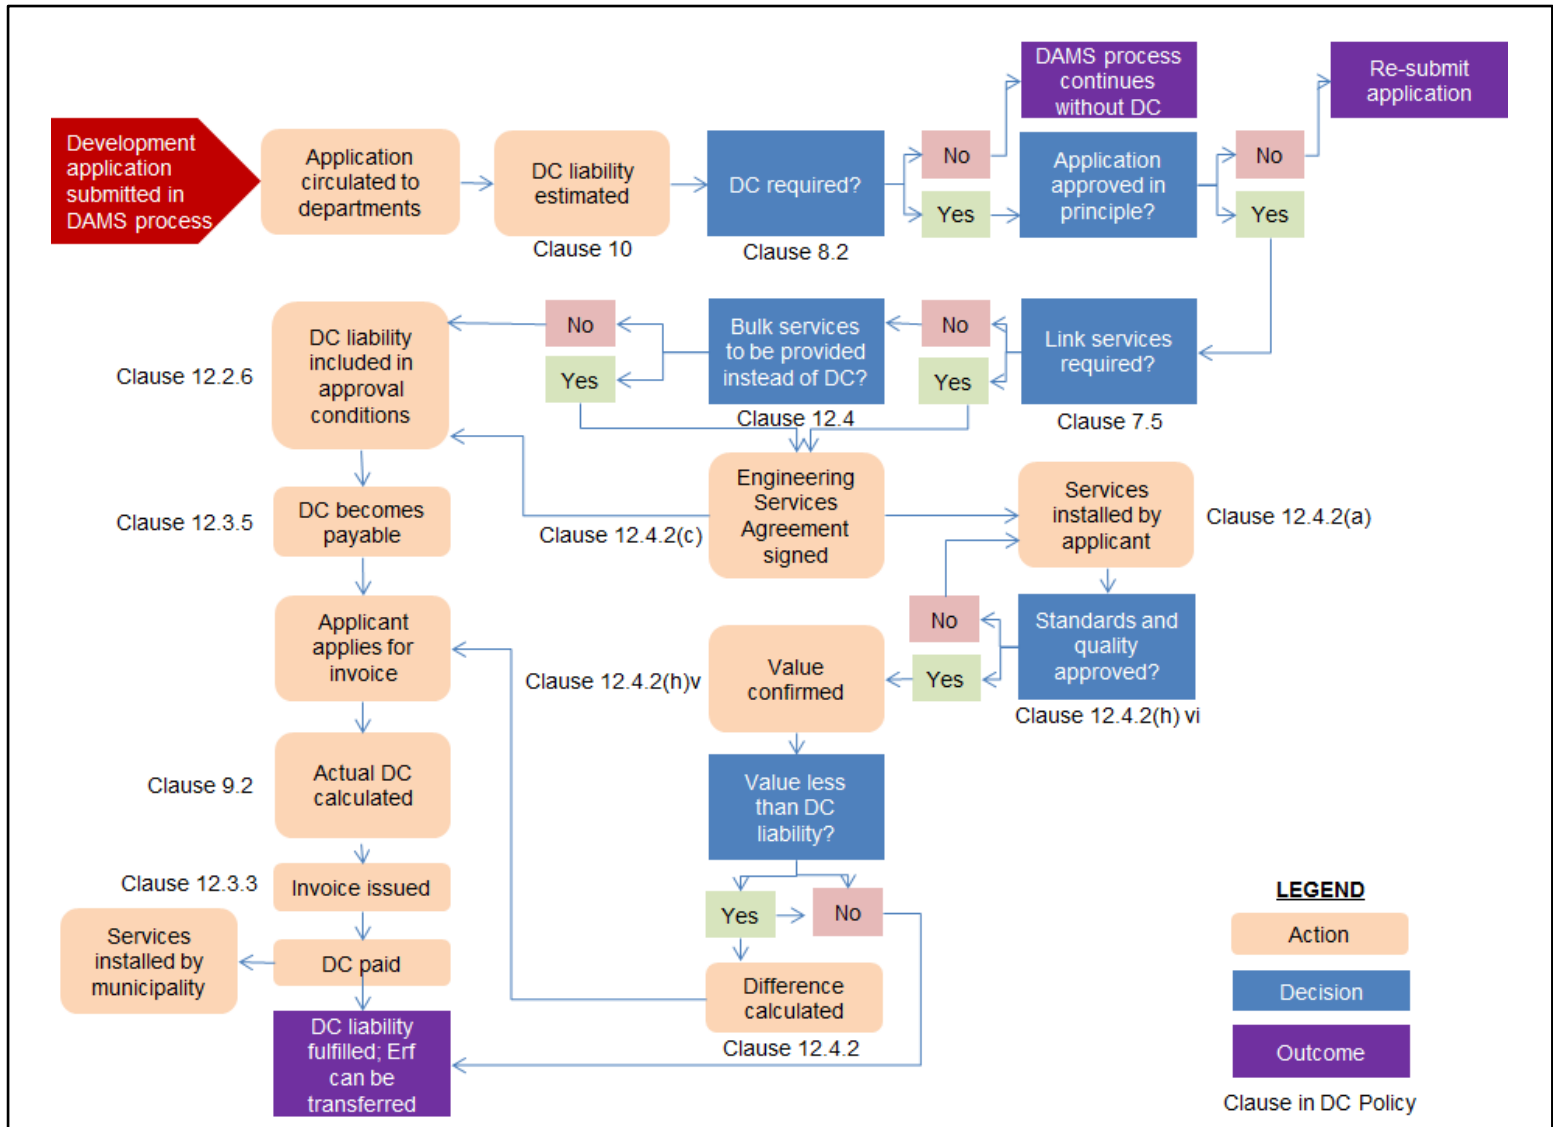 Development
application
submitted in
DAMS process
Application
circulated to
departments
DC liability
estimated
Clause 10
DC required?
Clause 8.2
No
Yes
DAMS process
continues
without DC
Application
approved in
principle?
No
Yes
Re-submit
application
Link services
required?
Clause 7.5
No
Yes
Bulk services
to be provided
instead of DC?
Clause 12.4
No
Yes
DC liability
included in
approval
conditions
Clause 12.2.6
Engineering
Services
Agreement
signed
Clause 12.4.2(c)
Services
installed by
applicant
Clause 12.4.2(a)
DC becomes
payable
Clause 12.3.5
Standards and
quality
approved?
Clause 12.4.2(h) vi
No
Yes
Value
confirmed
Clause 12.4.2(h)v
Applicant
applies for
invoice
Actual DC
calculated
Clause 9.2
Value less
than DC
liability?
Yes
No
Difference
calculated
Clause 12.4.2
Clause 12.3.3
Invoice issued
DC paid
Services
installed by
municipality
DC liability
fulfilled; Erf
can be
transferred
LEGEND
Action
Decision
Outcome
Clause in DC Policy